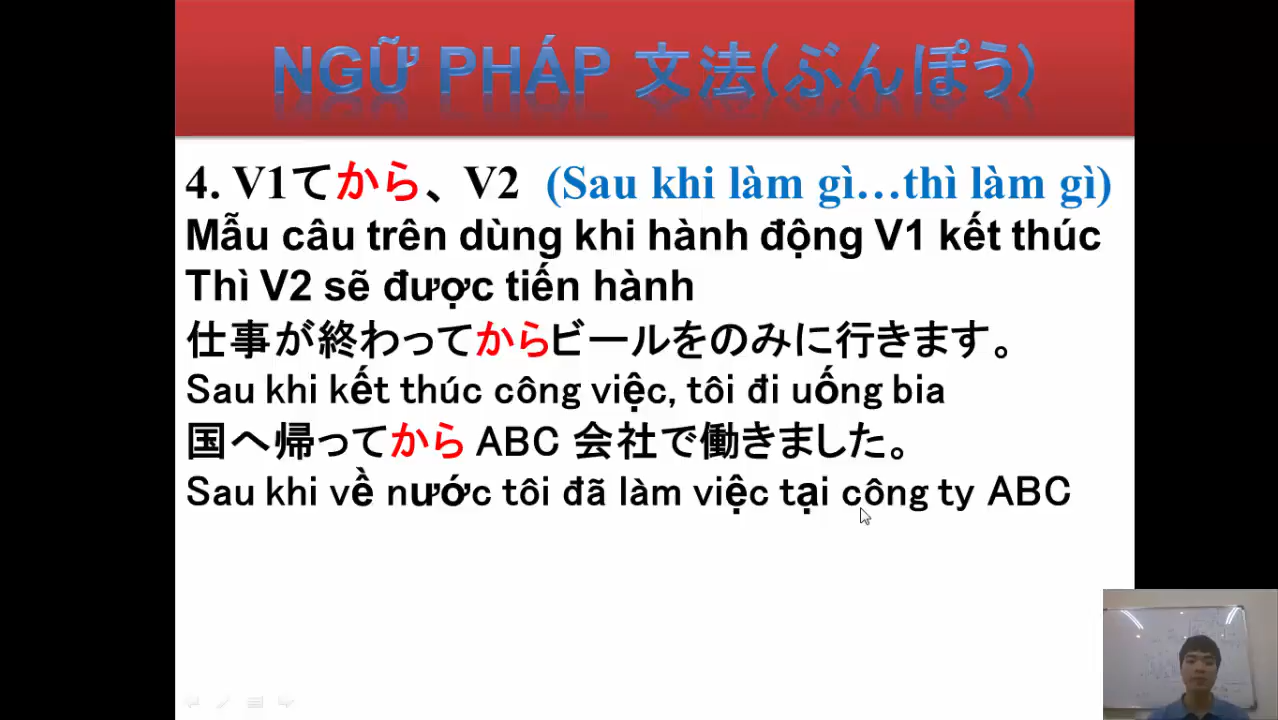 NGỮ PHÁP 文法(ぶんぽう)
4. V1てから、V2 (Sau khi làm gì...thì làm gì)
Mẫu câu trên dùng khi hành động V1 kết thúc
Thì V2 sẽ được tiến hành
仕事が終わってからビールをのみに行きます。
Sau khi kết thúc công việc, tôi đi uống bia
国へ帰ってから ABC 会社で働きました。
Sau khi về nước tôi đã làm việc tại công ty ABC